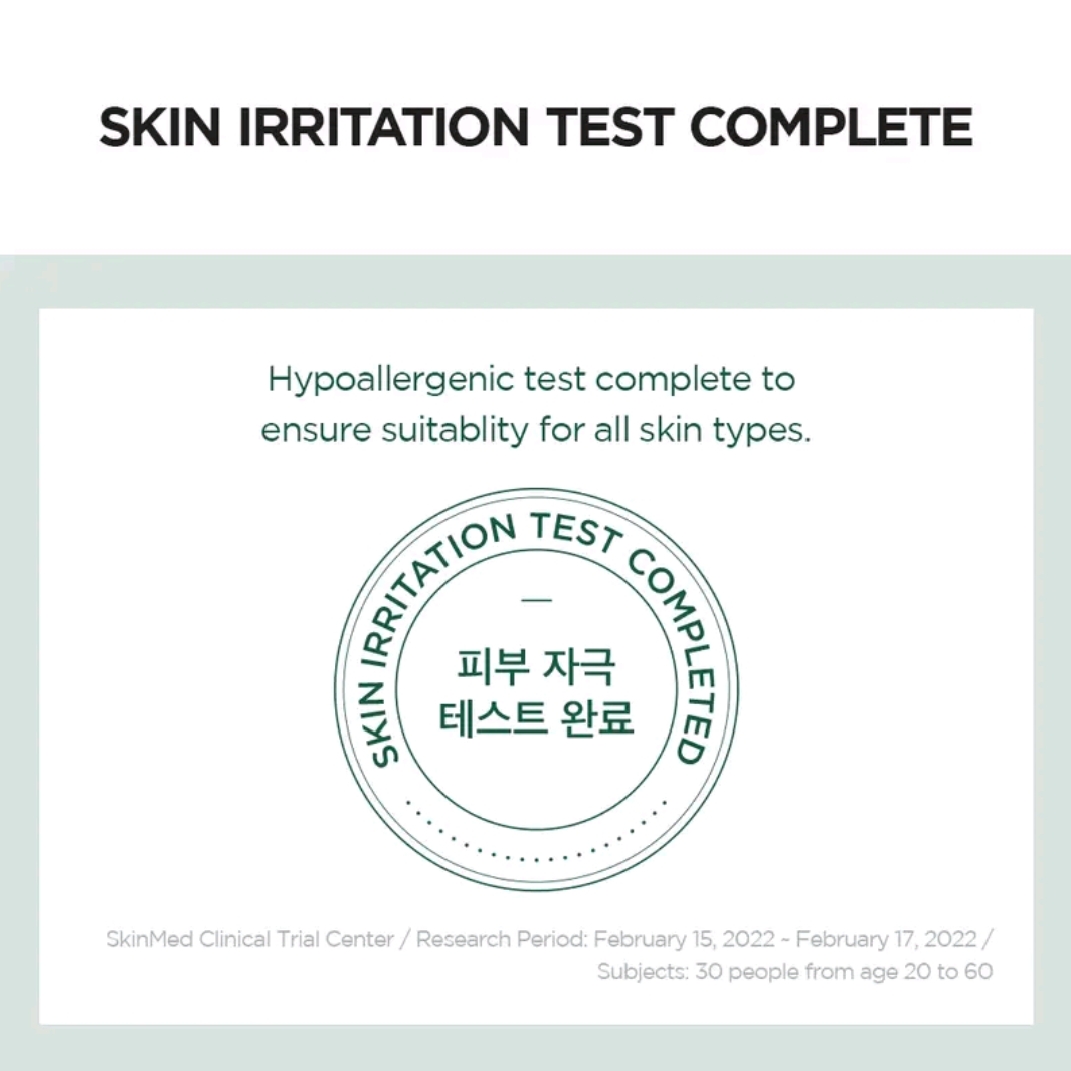 SKIN IRRITATION TEST COMPLETE
Hypoallergenic test complete to
ensure suitablity for all skin types.
SKIN IRRITATION TEST COMPLETED
피부 자극
테스트 완료
SkinMed Clinical Trial Center / Research Period: February 15, 2022 ~ February 17, 2022 /
Subjects: 30 people from age 20 to 60